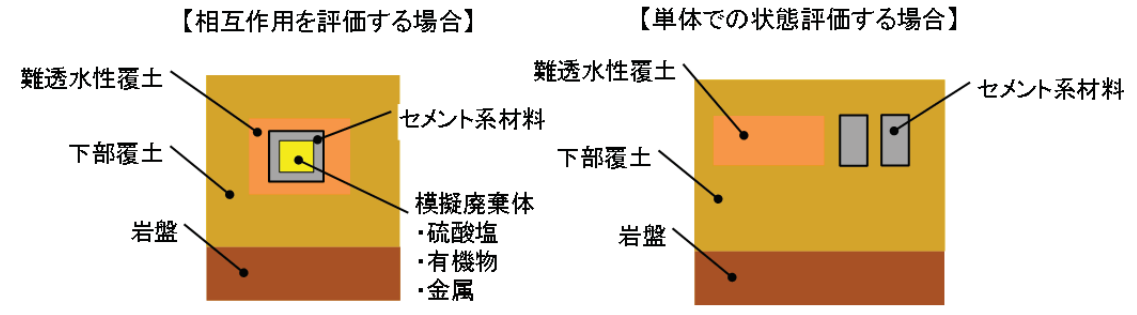 【相互作用を評価する場合】
難透水性覆土
セメント系材料
下部覆土
模擬廃棄体
・硫酸塩
・有機物
・金属
岩盤
【単体での状態評価する場合】
難透水性覆土
セメント系材料
下部覆土
岩盤